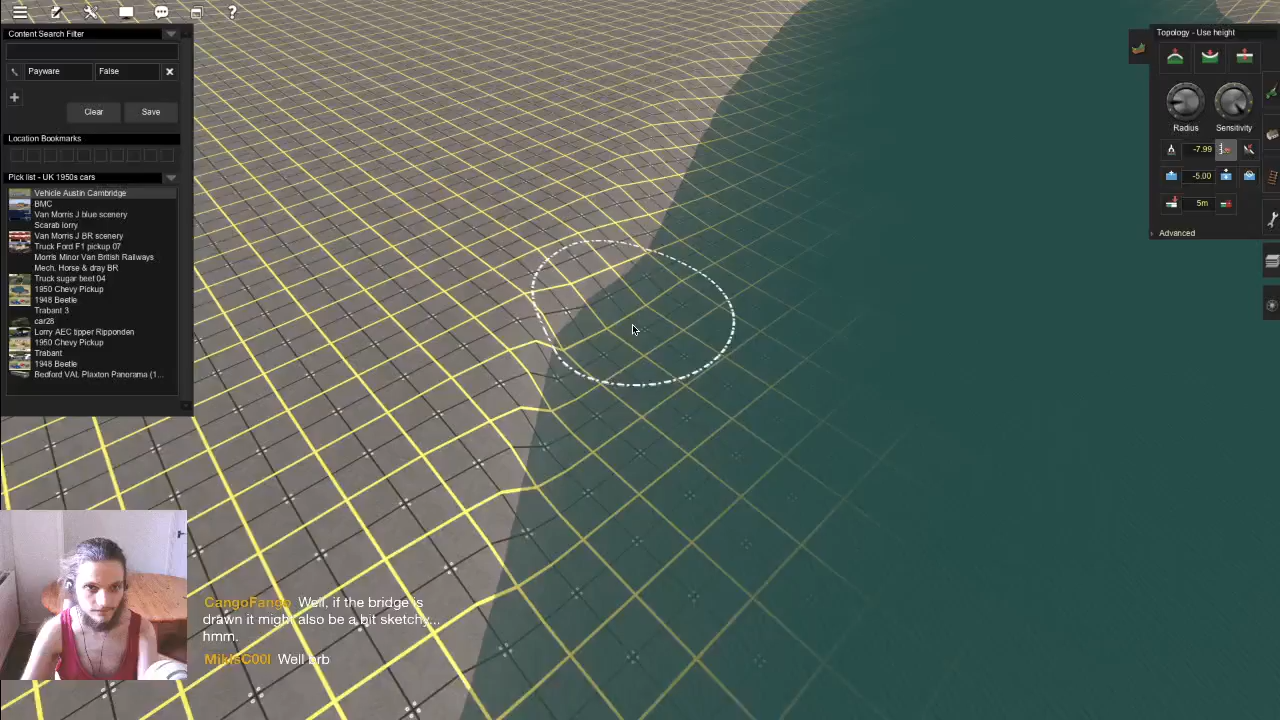 ?
Content Search Filter
Payware
False
Clear
Save
Location Bookmarks
Pick list - UK 1950s cars
Vehicle Austin Cambridge
BMC
Van Morris J blue scenery
Scarab lorry
Van Morris J BR scenery
Truck Ford F1 pickup 07
Morris Minor Van British Railways
Mech. Horse & dray BR
Truck sugar beet 04
1950 Chevy Pickup
1948 Beetle
Trabant 3
car26
Lorry AEC tipper Ripponden
1950 Chevy Pickup
Trabant
1948 Beetle
Bedford VAL Plaxton Panorama (1...
Topology - Use height
Radius
Sensitivity
-7.99
-5.00
5m
Advanced
CangoFango Well, if the bridge is
drawn it might also be a bit sketchy...
hmm.
MikisC00l Well brb